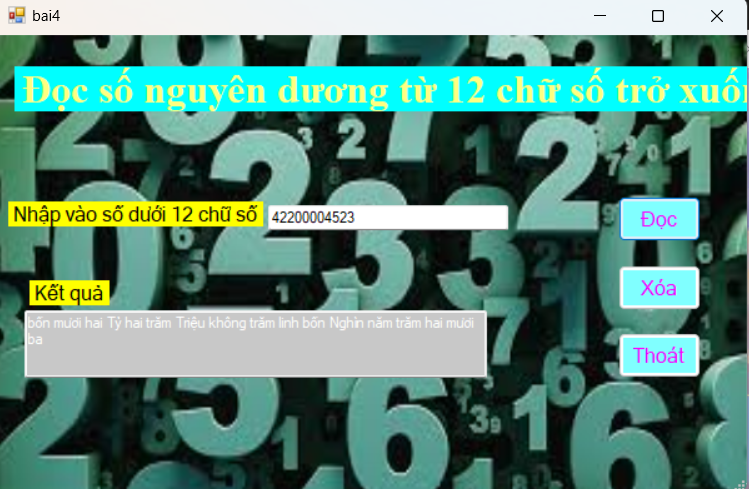 bai4
Đọc số nguyên dương từ 12 chữ số trở xuốn
Nhập vào số dưới 12 chữ số 42200004523 Đọc
Xóa
Kết quả
bốn mươi hai Tỷ hai trăm Triệu không trăm linh bốn Nghìn năm trăm hai mươi
ba
Thoát